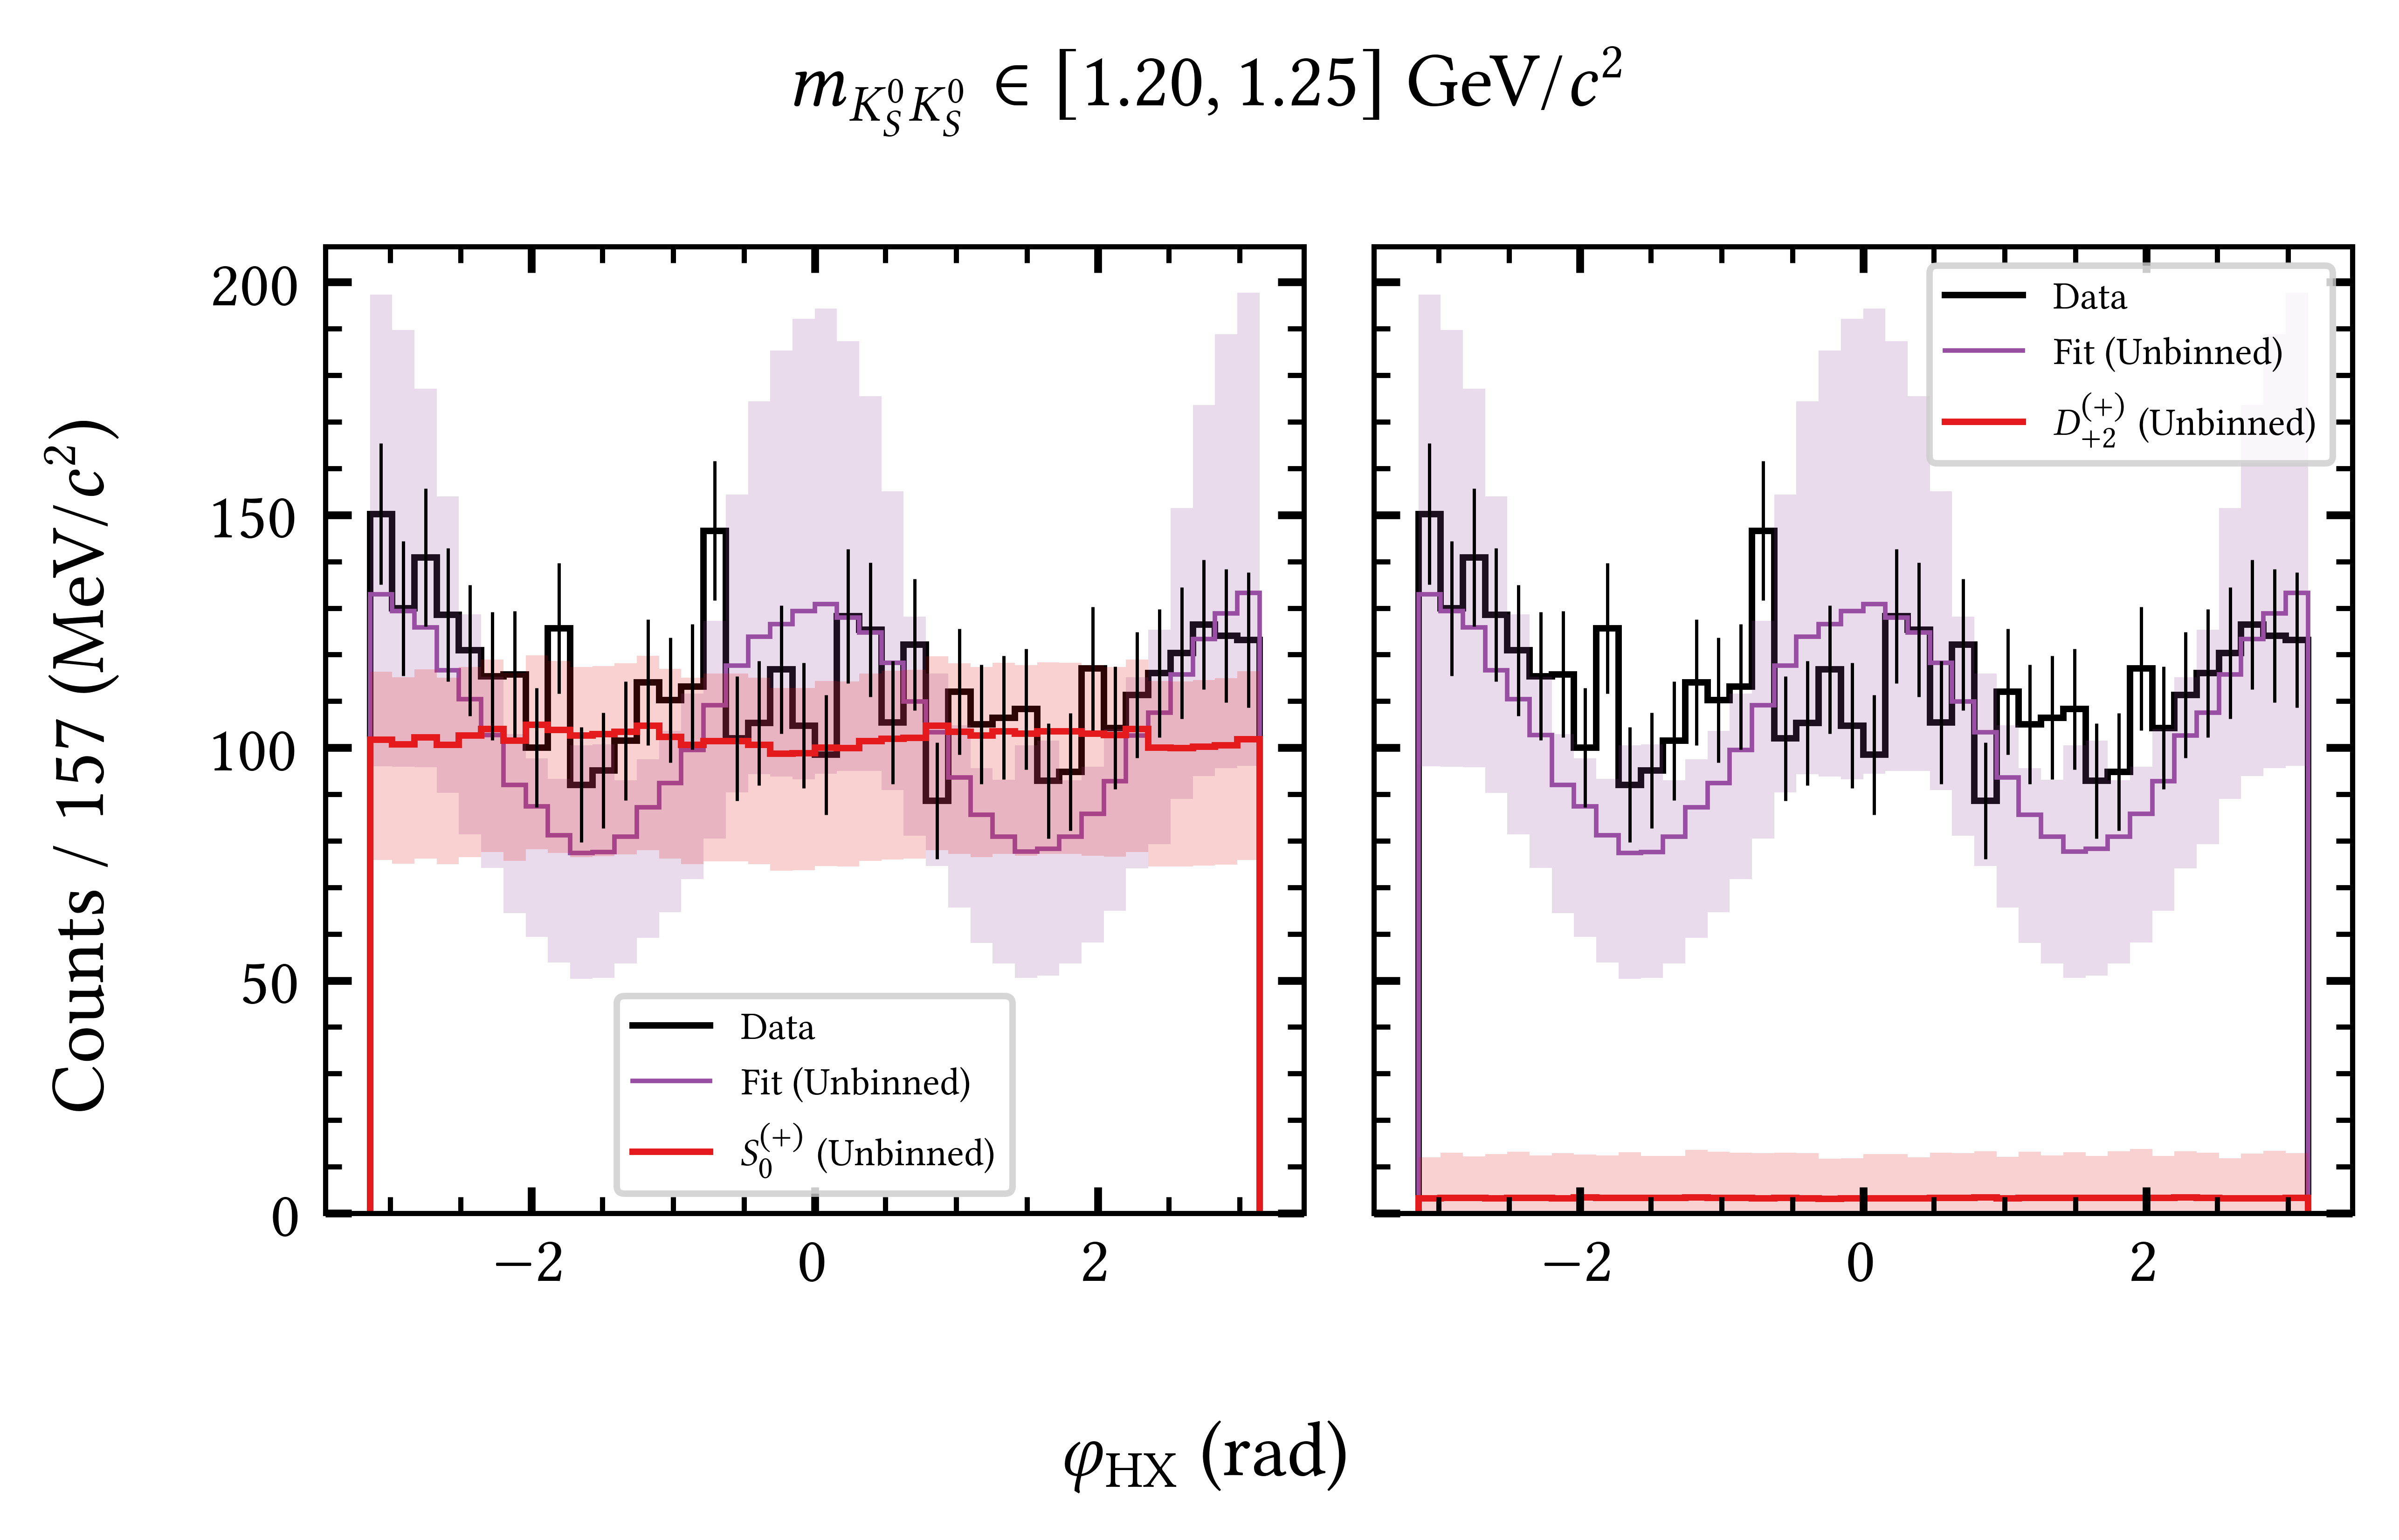 m_{K_S^0 K_S^0} ∈ [1.20, 1.25] GeV/c²
Counts / 157 (MeV/c²)
200
150
100
50
0
Data
Fit (Unbinned)
S_0^{(+)} (Unbinned)
−2
0
2
Data
Fit (Unbinned)
D_{+2}^{(+)} (Unbinned)
−2
0
2
φ_{HX} (rad)